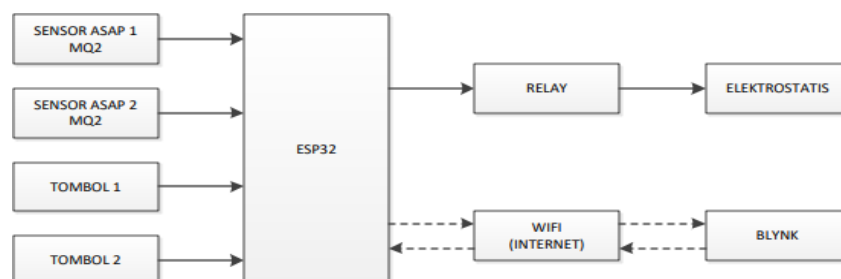 SENSOR ASAP 1
MQ2
SENSOR ASAP 2
MQ2
TOMBOL 1
TOMBOL 2
ESP32
RELAY
ELEKTROSTATIS
WIFI
(INTERNET)
BLYNK